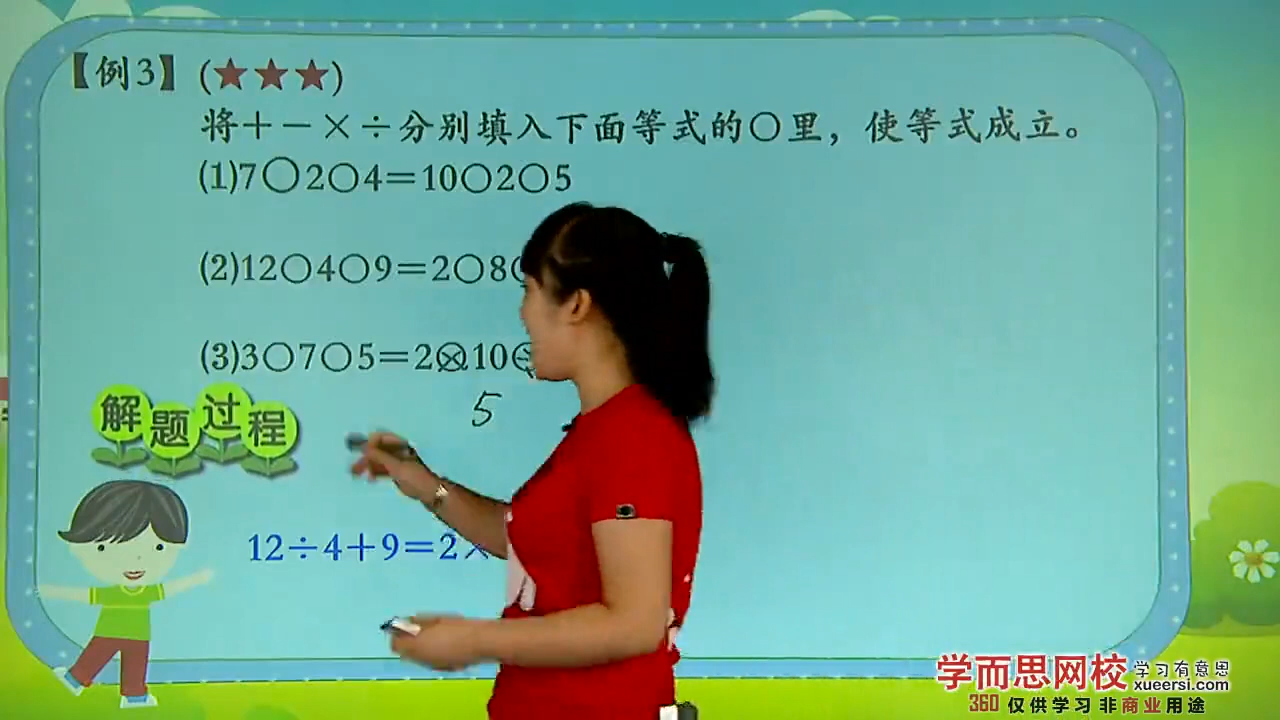 【例3】(★★★)
将＋－×÷分别填入下面等式的○里，使等式成立。
(1)7○2○4=10○2○5
(2)12○4○9=2○8
(3)3○7○5=2⊗10
5
解题过程
12÷4+9=2×
学而思网校 学习有意思
xueersi.com
360 仅供学习 非商业用途